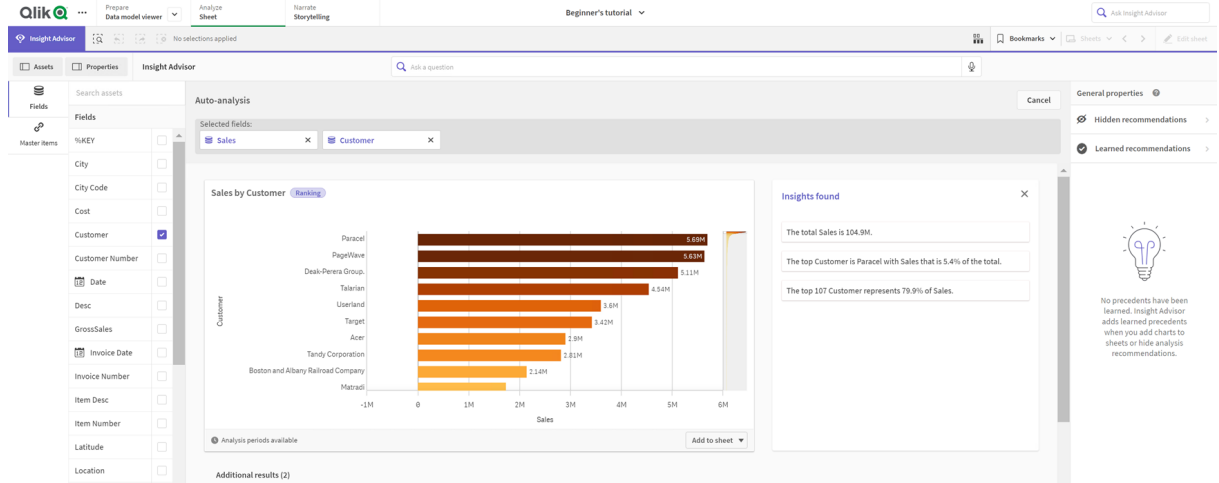 Qlik
Prepare
Data model viewer
Analyze
Sheet
Narrate
Storytelling
Beginner's tutorial
Ask Insight Advisor
Insight Advisor
No selections applied
Bookmarks
Sheets
Edit sheet
Assets
Properties
Insight Advisor
Ask a question
Fields
Master items
Search assets
Fields
%KEY
City
City Code
Cost
Customer
Customer Number
Date
Desc
GrossSales
Invoice Date
Invoice Number
Item Desc
Item Number
Latitude
Location
Auto-analysis
Cancel
Selected fields:
Sales
Customer
Sales by Customer
Ranking
Customer
Paracel
5.69M
PageWave
5.63M
Deak-Perera Group.
5.11M
Talarian
4.54M
Userland
3.6M
Target
3.42M
Acer
2.9M
Tandy Corporation
2.81M
Boston and Albany Railroad Company
2.14M
Matradi
-1M 0 1M 2M 3M 4M 5M 6M
Sales
Analysis periods available
Add to sheet
Additional results (2)
Insights found
The total Sales is 104.9M.
The top Customer is Paracel with Sales that is 5.4% of the total.
The top 107 Customer represents 79.9% of Sales.
General properties
Hidden recommendations
Learned recommendations
No precedents have been
learned. Insight Advisor
adds learned precedents
when you add charts to
sheets or hide analysis
recommendations.